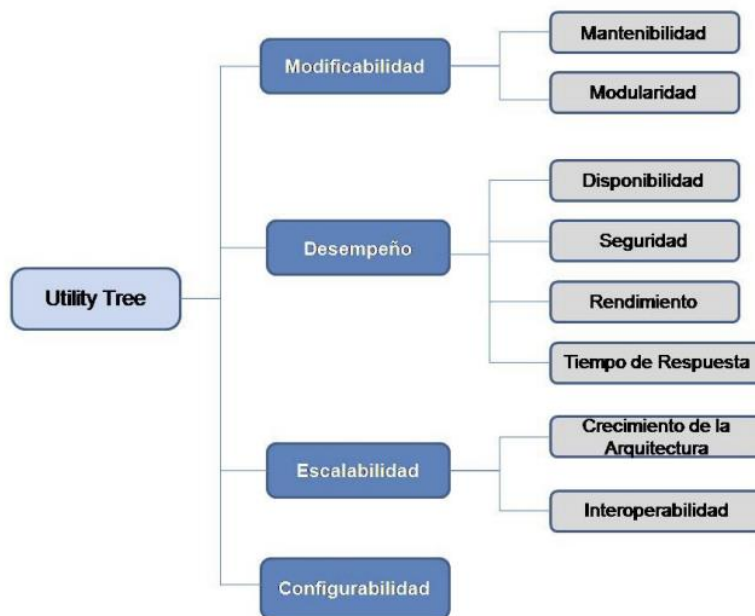 Utility Tree
Modificabilidad
Mantenibilidad
Modularidad
Desempeño
Disponibilidad
Seguridad
Rendimiento
Tiempo de Respuesta
Escalabilidad
Crecimiento de la
Arquitectura
Interoperabilidad
Configurabilidad